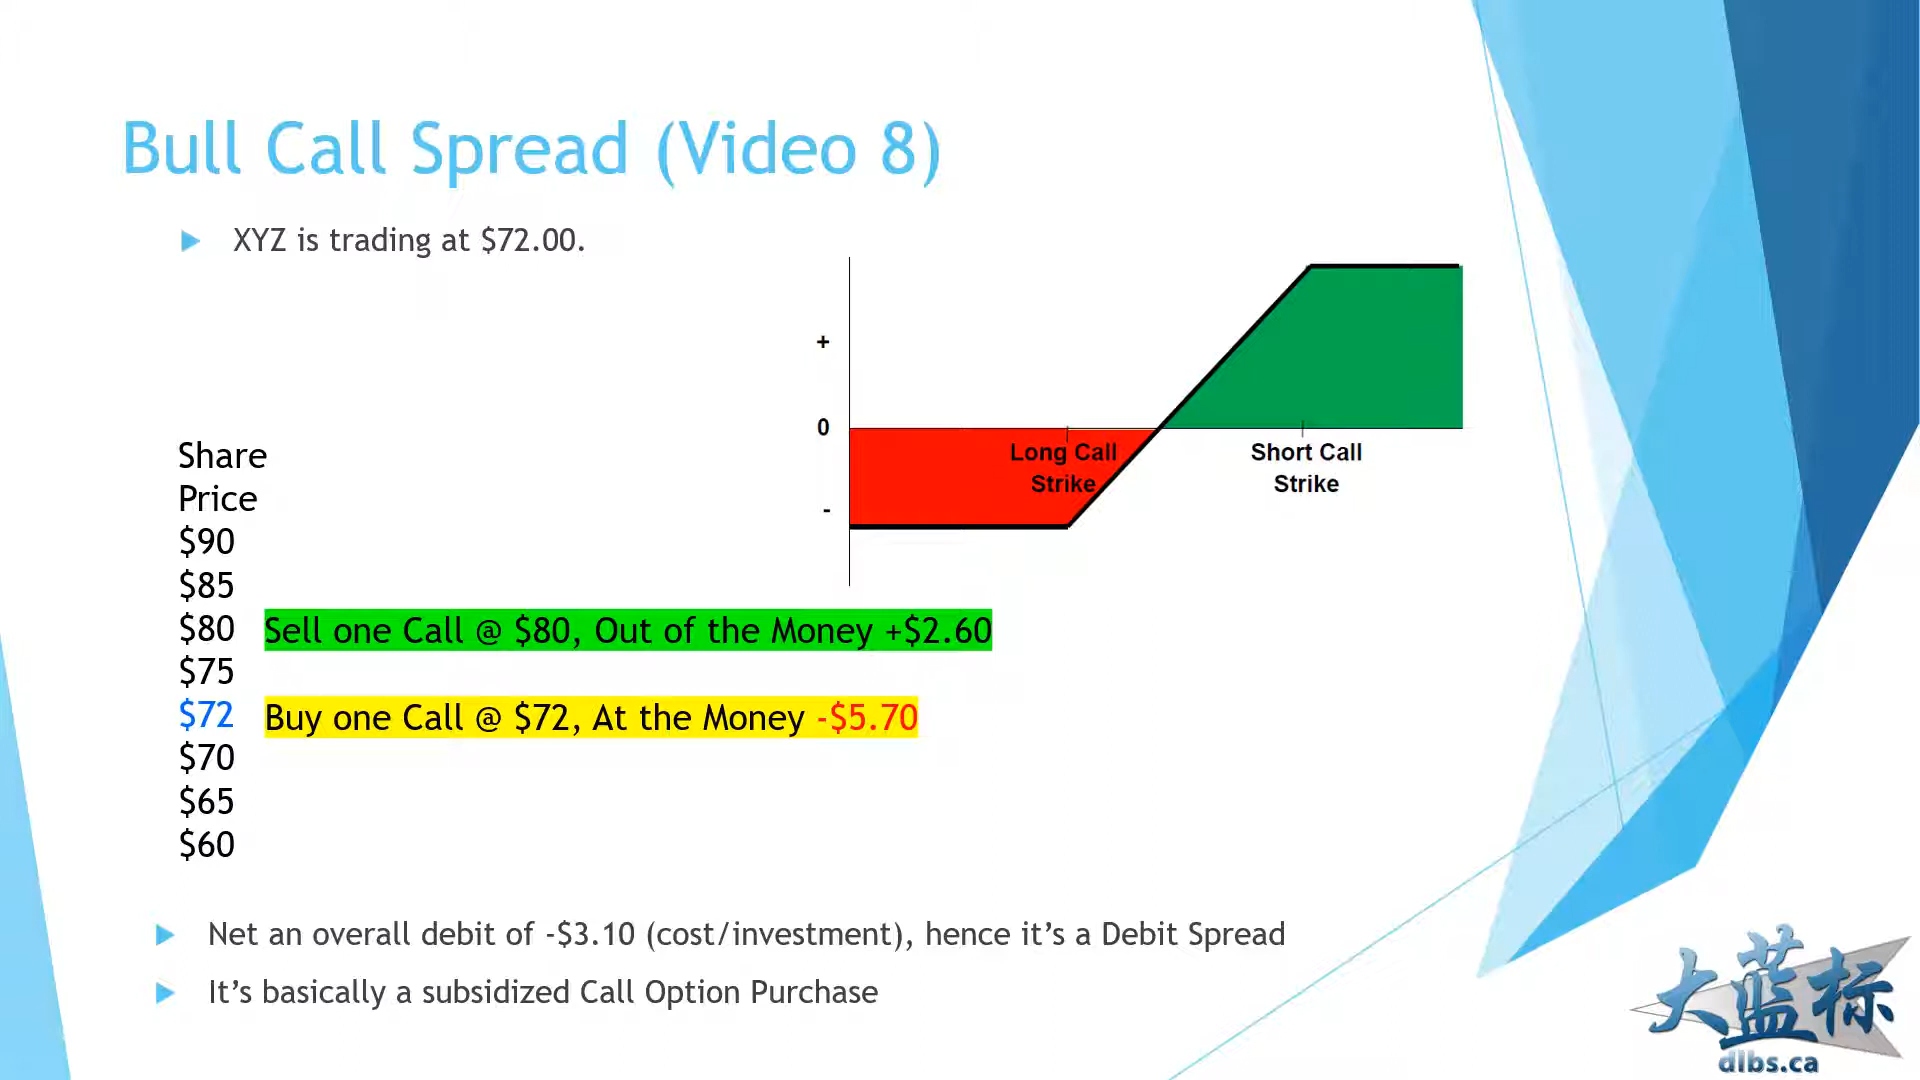 Bull Call Spread (Video 8)
XYZ is trading at $72.00.
+
0
-
Long Call
Strike
Short Call
Strike
Share
Price
$90
$85
$80 Sell one Call @ $80, Out of the Money +$2.60
$75
$72 Buy one Call @ $72, At the Money -$5.70
$70
$65
$60
Net an overall debit of -$3.10 (cost/investment), hence it’s a Debit Spread
It’s basically a subsidized Call Option Purchase
大蓝标
dlbs.ca